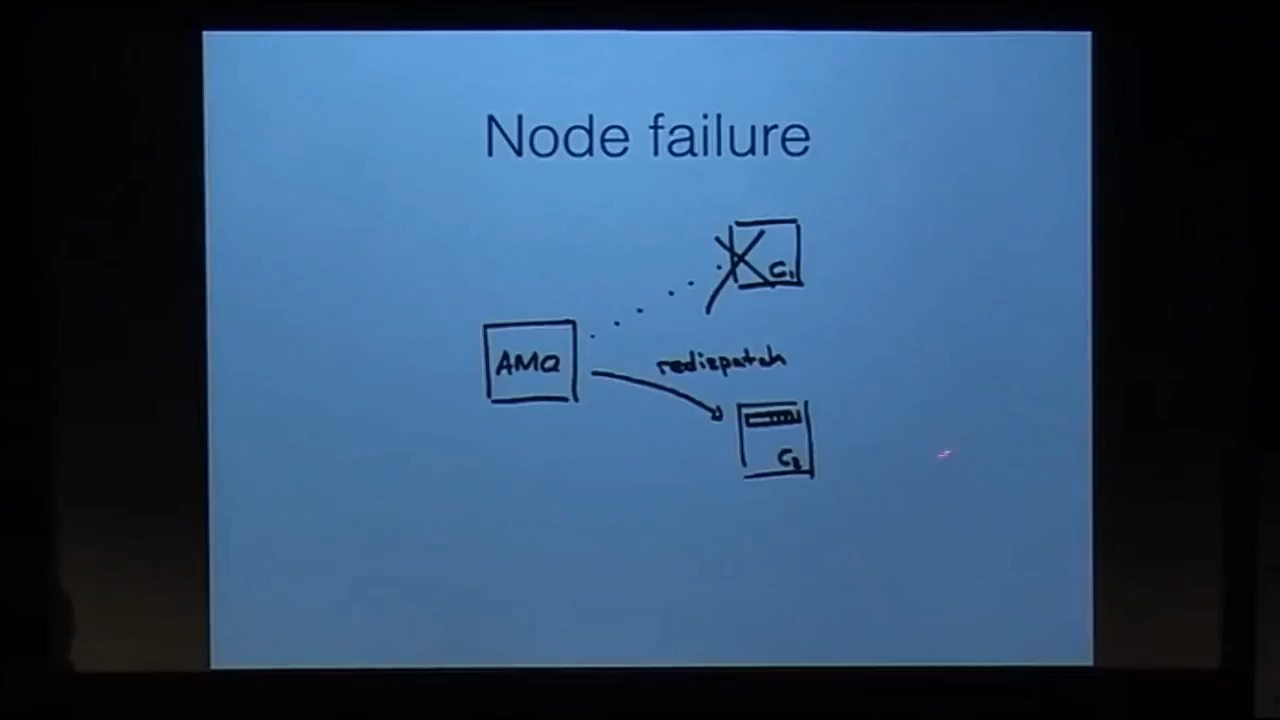 Node failure
C1
AMQ
redispatch
C2